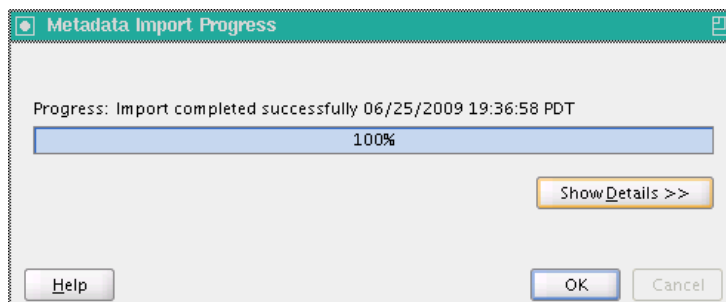 Metadata Import Progress
Progress: Import completed successfully 06/25/2009 19:36:58 PDT
100%
Show Details >>
Help
OK
Cancel